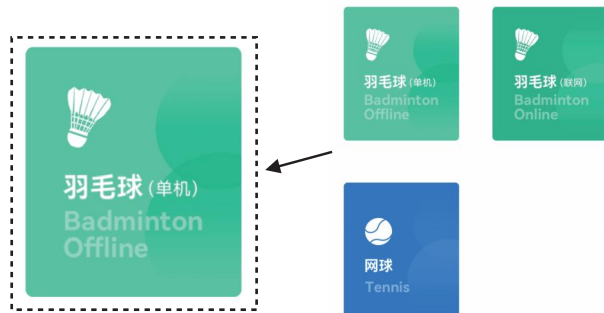 羽毛球(单机)
Badminton
Offline
羽毛球(单机)
Badminton
Offline
羽毛球(联网)
Badminton
Online
网球
Tennis